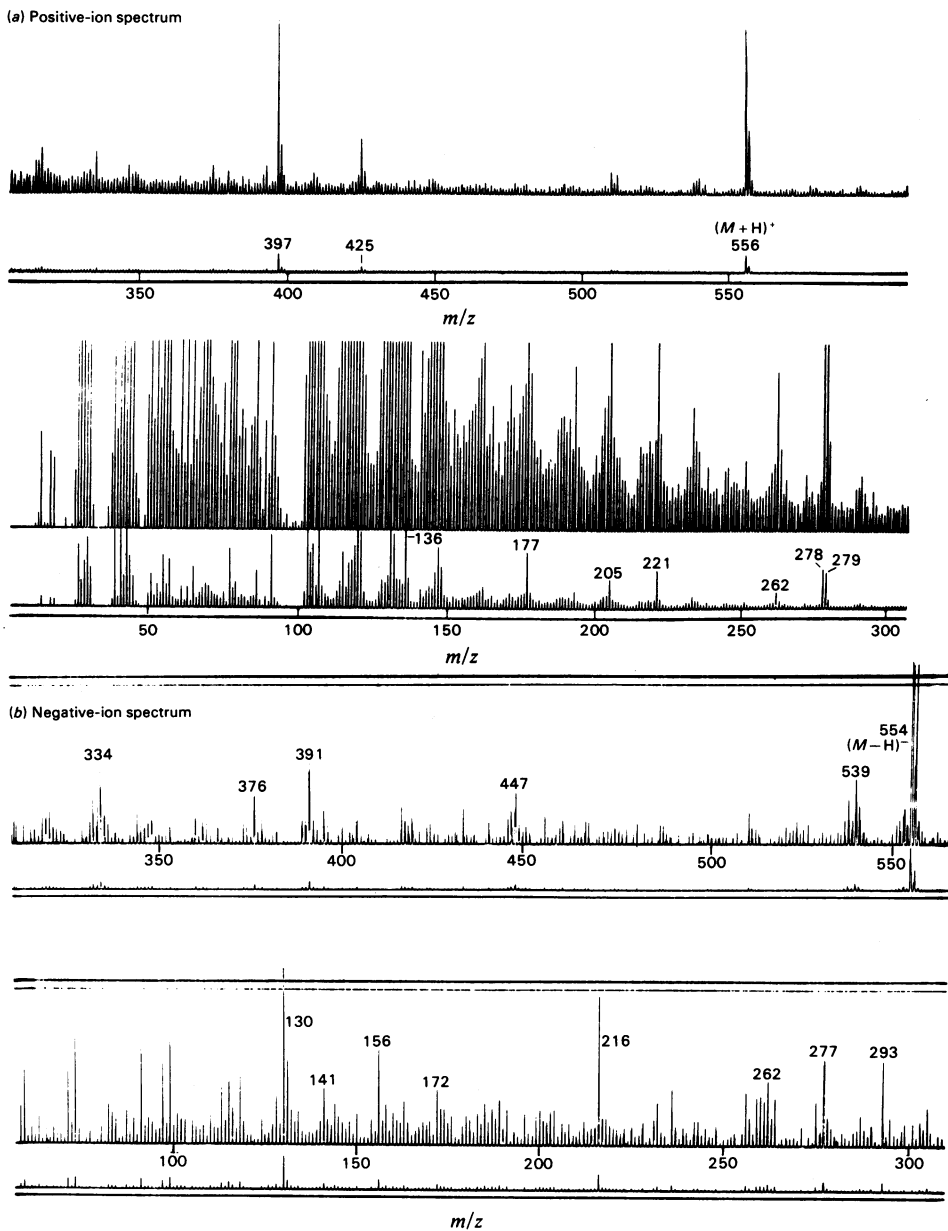 (a) Positive-ion spectrum
(M + H)⁺
397 425 556
350 400 450 500 550
m/z
136 177 205 221 262 278 279
50 100 150 200 250 300
m/z
(b) Negative-ion spectrum
554
(M − H)⁻
334 376 391 447 539
350 400 450 500 550
130 141 156 172 216 262 277 293
100 150 200 250 300
m/z